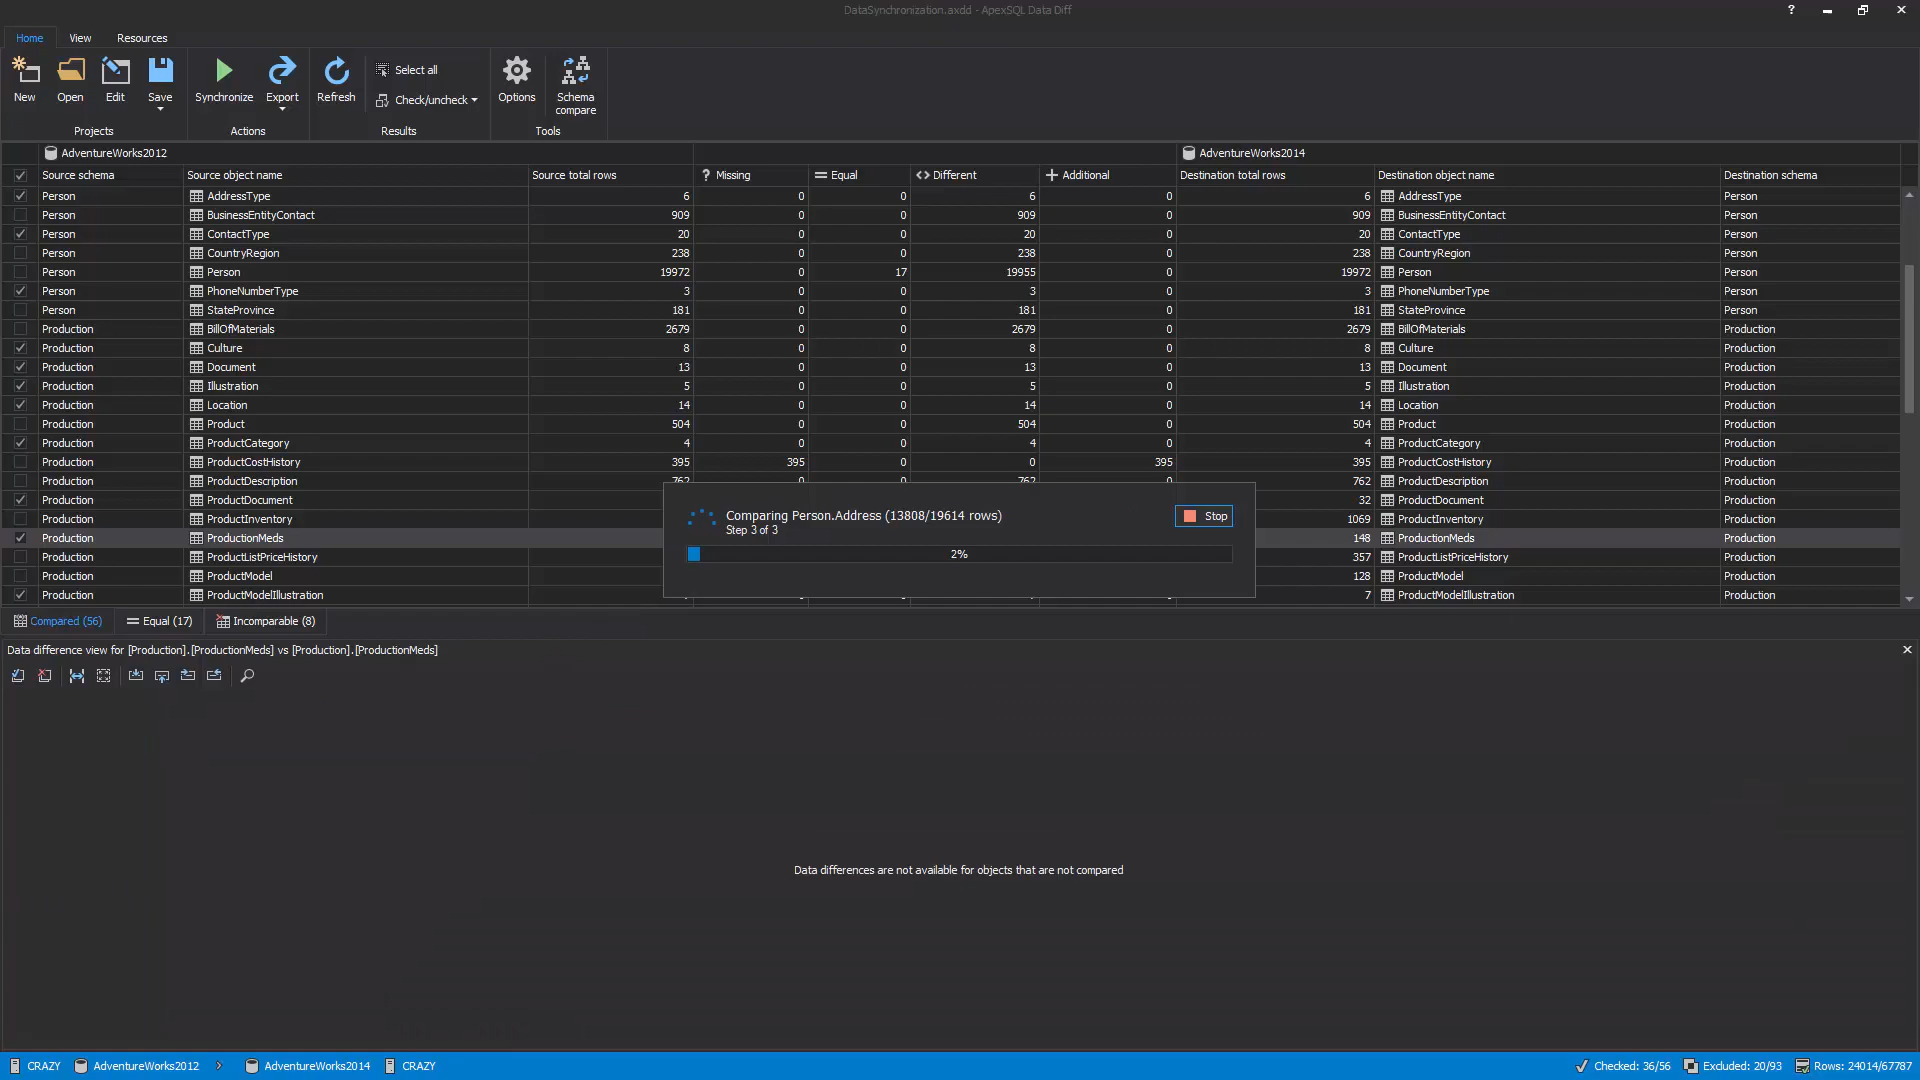 DataSynchronization.axdd - ApexSQL Data Diff
?
Home View Resources
New Open Edit Save Synchronize Export Refresh Select all Check/uncheck Options Schema compare
Projects Actions Results Tools
AdventureWorks2012 AdventureWorks2014
Source schema Source object name Source total rows ? Missing Equal Different Additional Destination total rows Destination object name Destination schema
Person AddressType 6 0 0 6 0 6 AddressType Person
Person BusinessEntityContact 909 0 0 909 0 909 BusinessEntityContact Person
Person ContactType 20 0 0 20 0 20 ContactType Person
Person CountryRegion 238 0 0 238 0 238 CountryRegion Person
Person Person 19972 0 17 19955 0 19972 Person Person
Person PhoneNumberType 3 0 0 3 0 3 PhoneNumberType Person
Person StateProvince 181 0 0 181 0 181 StateProvince Person
Production BillOfMaterials 2679 0 0 2679 0 2679 BillOfMaterials Production
Production Culture 8 0 0 8 0 8 Culture Production
Production Document 13 0 0 13 0 13 Document Production
Production Illustration 5 0 0 5 0 5 Illustration Production
Production Location 14 0 0 14 0 14 Location Production
Production Product 504 0 0 504 0 504 Product Production
Production ProductCategory 4 0 0 4 0 4 ProductCategory Production
Production ProductCostHistory 395 395 0 0 395 395 ProductCostHistory Production
Production ProductDescription 762 0 0 762 0 762 ProductDescription Production
Production ProductDocument 32 ProductDocument Production
Production ProductInventory 1069 ProductInventory Production
Production ProductionMeds 148 ProductionMeds Production
Production ProductListPriceHistory 357 ProductListPriceHistory Production
Production ProductModel 128 ProductModel Production
Production ProductModelIllustration 7 ProductModelIllustration Production
Comparing Person.Address (13808/19614 rows) Stop
Step 3 of 3
2%
Compared (56) Equal (17) Incomparable (8)
Data difference view for [Production].[ProductionMeds] vs [Production].[ProductionMeds]
Data differences are not available for objects that are not compared
CRAZY AdventureWorks2012 > AdventureWorks2014 CRAZY Checked: 36/56 Excluded: 20/93 Rows: 24014/67787